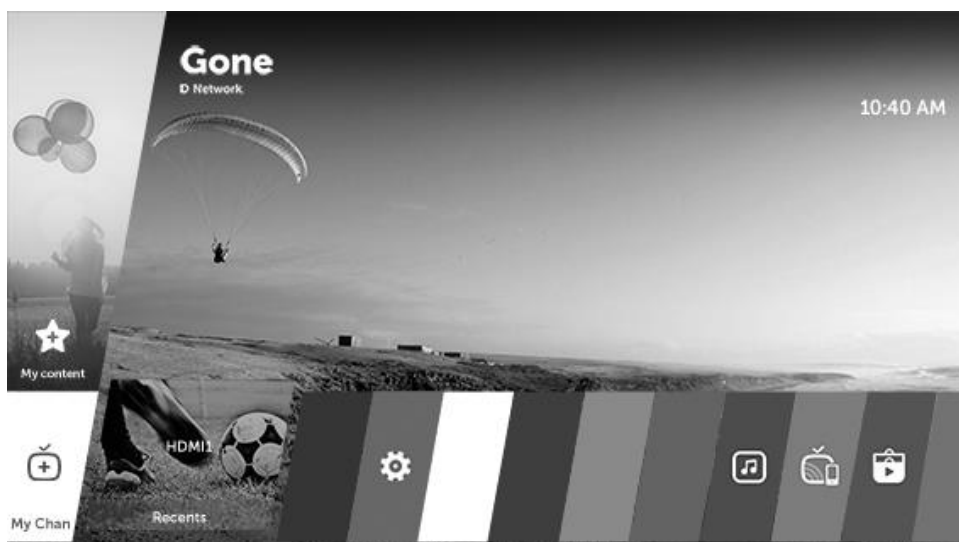 Gone
D Network
10:40 AM
My content
HDMI1
My Chan
Recents